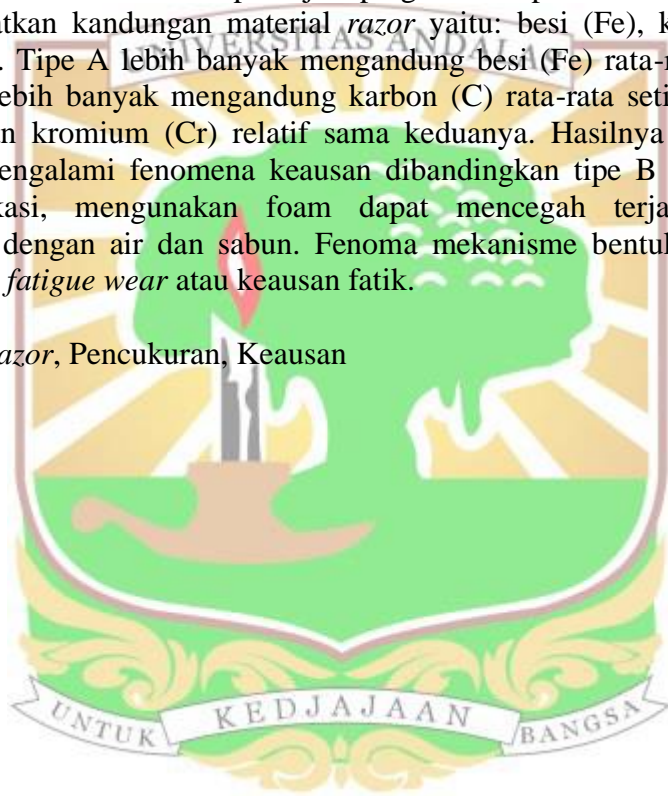 atkan kandungan material razor yaitu: besi (Fe), k
UNIVERSITAS ANDAL
. Tipe A lebih banyak mengandung besi (Fe) rata-r
ebih banyak mengandung karbon (C) rata-rata seti
n kromium (Cr) relatif sama keduanya. Hasilnya
engalami fenomena keausan dibandingkan tipe B
kasi, mengunakan foam dapat mencegah terja
dengan air dan sabun. Fenoma mekanisme bentul
fatigue wear atau keausan fatik.
azor, Pencukuran, Keausan
UNTUK KEDJAJAAN BANGSA